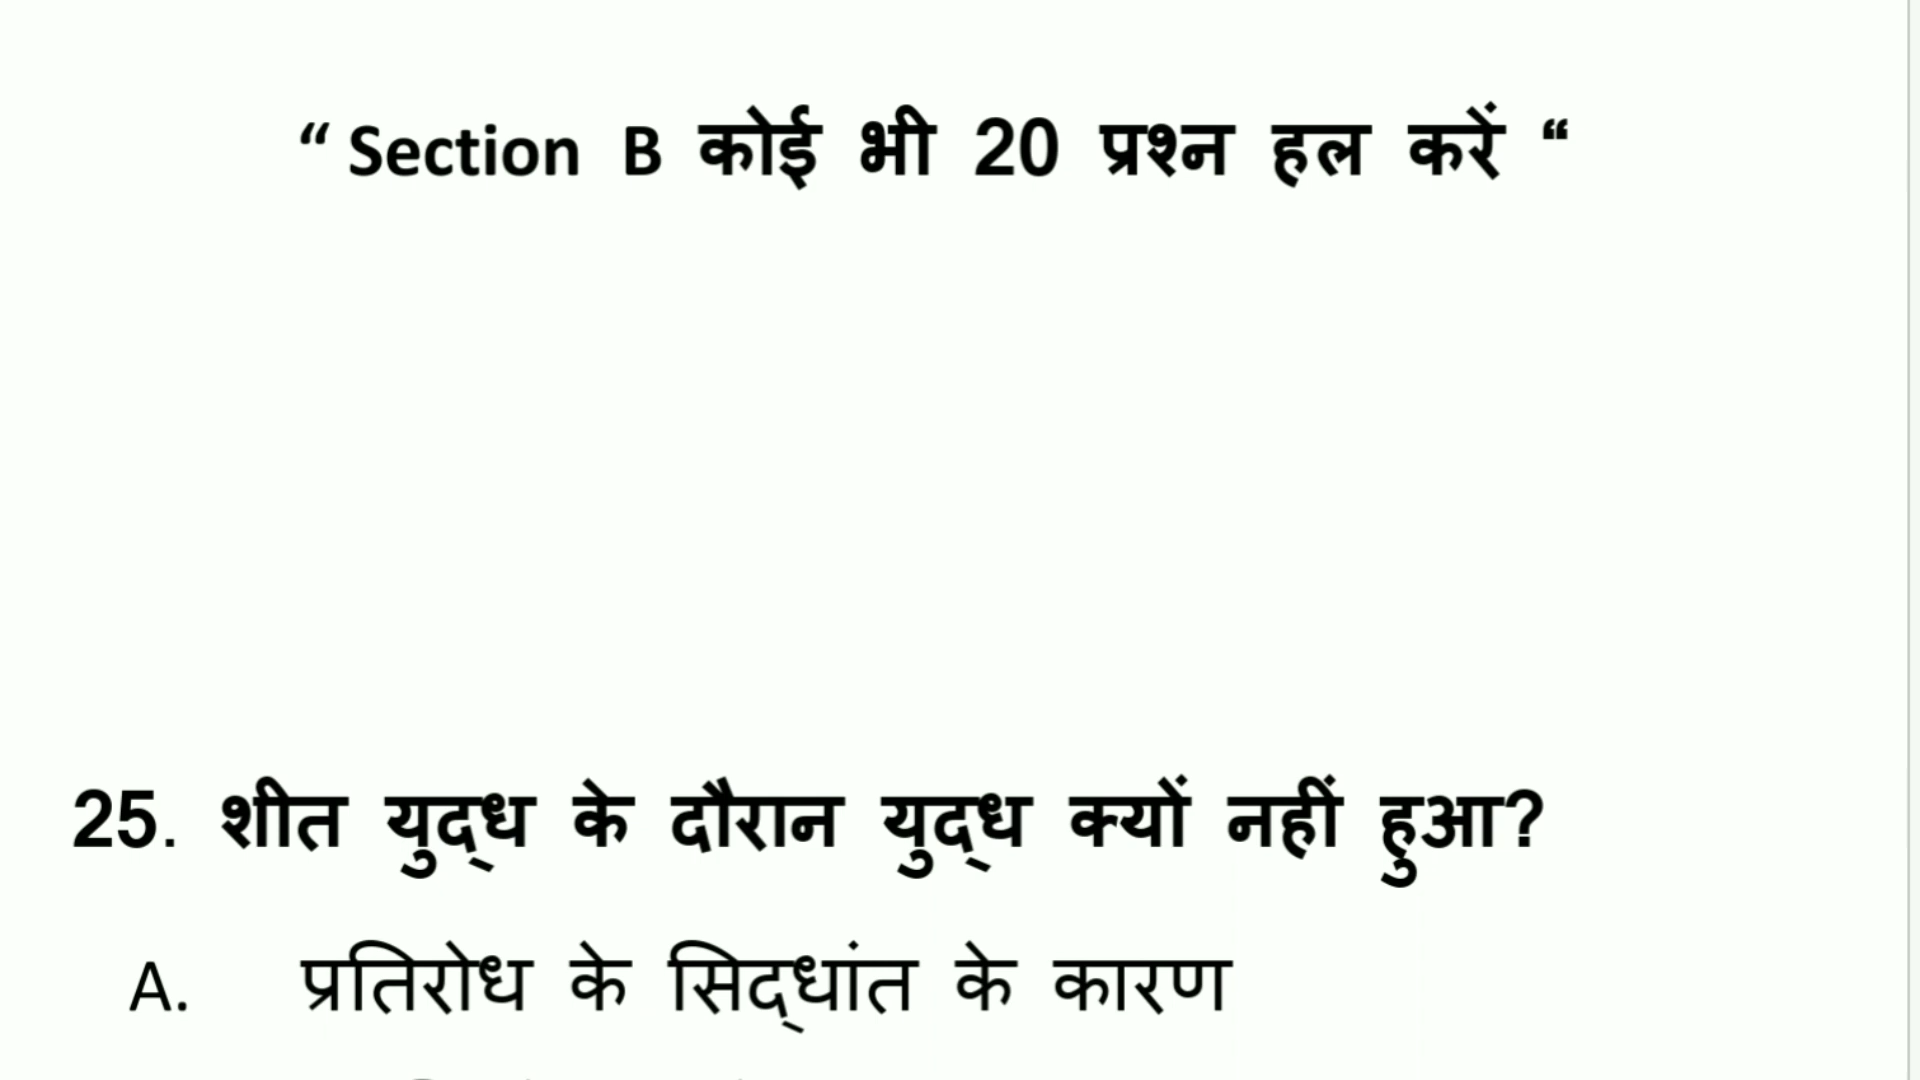 “ Section B कोई भी 20 प्रश्न हल करें “
25. शीत युद्ध के दौरान युद्ध क्यों नहीं हुआ?
A. प्रतिरोध के सिद्धांत के कारण